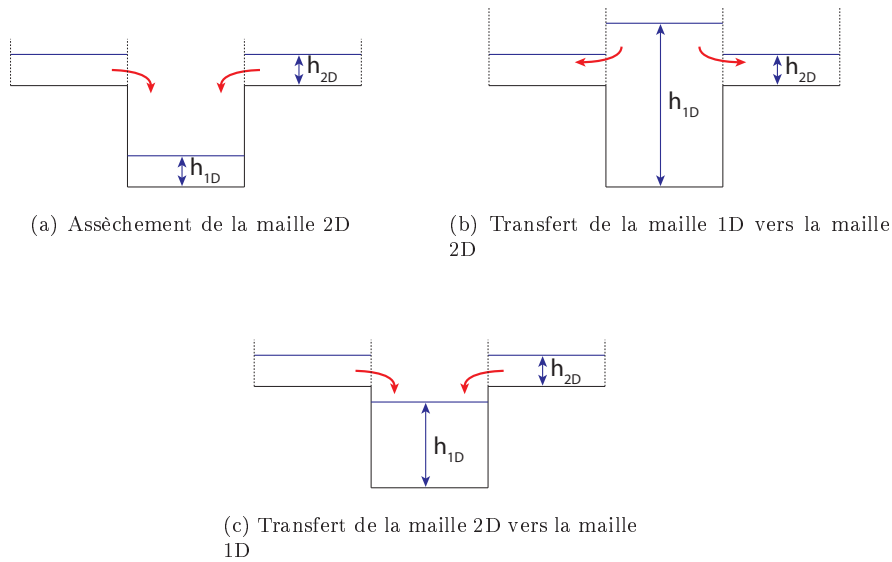 h2D
h1D
(a) Assèchement de la maille 2D
h1D
h2D
(b) Transfert de la maille 1D vers la maille
2D
h2D
h1D
(c) Transfert de la maille 2D vers la maille
1D